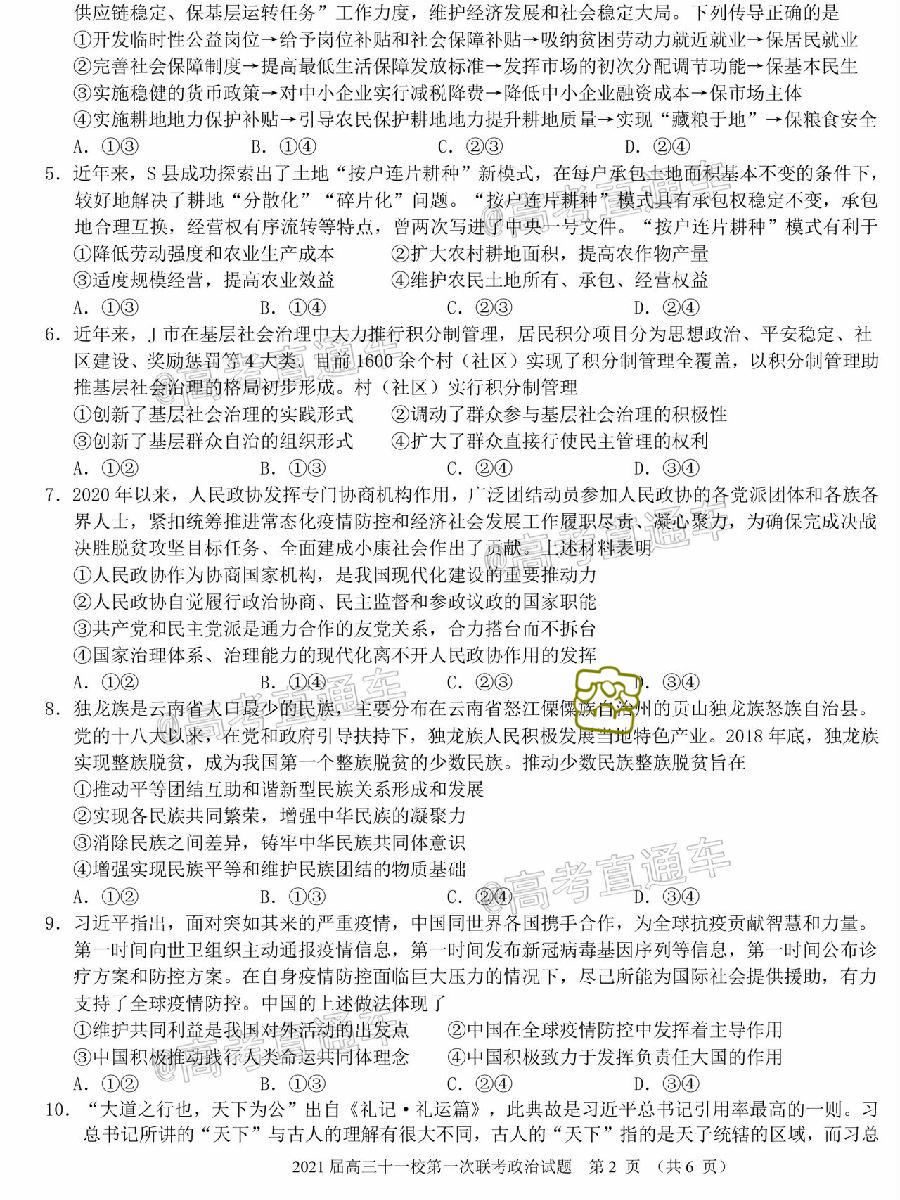 供应链稳定、保基层运转任务”工作力度，维护经济发展和社会稳定大局。下列传导正确的是
①开发临时性公益岗位→给予岗位补贴和社会保障补贴→吸纳贫困劳动力就近就业→保居民就业
②完善社会保障制度→提高最低生活保障发放标准→发挥市场的初次分配调节功能→保基本民生
③实施稳健的货币政策→对中小企业实行减税降费→降低中小企业融资成本→保市场主体
④实施耕地地力保护补贴→引导农民保护耕地地力提升耕地质量→实现“藏粮于地”→保粮食安全
A．①③ B．①④ C．②③ D．②④
5．近年来，S 县成功探索出了土地“按户连片耕种”新模式，在每户承包土地面积基本不变的条件下，
较好地解决了耕地“分散化”“碎片化”问题。“按户连片耕种”模式具有承包权稳定不变，承包
地合理互换，经营权有序流转等特点，曾两次写进了中央一号文件。“按户连片耕种”模式有利于
①降低劳动强度和农业生产成本 ②扩大农村耕地面积，提高农作物产量
③适度规模经营，提高农业效益 ④维护农民土地所有、承包、经营权益
A．①③ B．①④ C．②③ D．②④
6．近年来，J 市在基层社会治理中大力推行积分制管理，居民积分项目分为思想政治、平安稳定、社
区建设、奖励惩罚等 4 大类。目前 1600 余个村（社区）实现了积分制管理全覆盖，以积分制管理助
推基层社会治理的格局初步形成。村（社区）实行积分制管理
①创新了基层社会治理的实践形式 ②调动了群众参与基层社会治理的积极性
③创新了基层群众自治的组织形式 ④扩大了群众直接行使民主管理的权利
A．①② B．①③ C．②④ D．③④
7．2020 年以来，人民政协发挥专门协商机构作用，广泛团结动员参加人民政协的各党派团体和各族各
界人士，紧扣统筹推进常态化疫情防控和经济社会发展工作履职尽责、凝心聚力，为确保完成决战
决胜脱贫攻坚目标任务、全面建成小康社会作出了贡献。上述材料表明
①人民政协作为协商国家机构，是我国现代化建设的重要推动力
②人民政协自觉履行政治协商、民主监督和参政议政的国家职能
③共产党和民主党派是通力合作的友党关系，合力搭台而不拆台
④国家治理体系、治理能力的现代化离不开人民政协作用的发挥
A．①② B．①④ C．②③ D．③④
8．独龙族是云南省人口最少的民族，主要分布在云南省怒江傈僳族自治州的贡山独龙族怒族自治县。
党的十八大以来，在党和政府引导扶持下，独龙族人民积极发展当地特色产业。2018 年底，独龙族
实现整族脱贫，成为我国第一个整族脱贫的少数民族。推动少数民族整族脱贫旨在
①推动平等团结互助和谐新型民族关系形成和发展
②实现各民族共同繁荣，增强中华民族的凝聚力
③消除民族之间差异，铸牢中华民族共同体意识
④增强实现民族平等和维护民族团结的物质基础
A．①② B．①③ C．②④ D．③④
9．习近平指出，面对突如其来的严重疫情，中国同世界各国携手合作，为全球抗疫贡献智慧和力量。
第一时间向世卫组织主动通报疫情信息，第一时间发布新冠病毒基因序列等信息，第一时间公布诊
疗方案和防控方案。在自身疫情防控面临巨大压力的情况下，尽己所能为国际社会提供援助，有力
支持了全球疫情防控。中国的上述做法体现了
①维护共同利益是我国对外活动的出发点 ②中国在全球疫情防控中发挥着主导作用
③中国积极推动践行人类命运共同体理念 ④中国积极致力于发挥负责任大国的作用
A．①② B．①③ C．②④ D．③④
10．“大道之行也，天下为公”出自《礼记·礼运篇》，此典故是习近平总书记引用率最高的一则。习
总书记所讲的“天下”与古人的理解有很大不同，古人的“天下”指的是天子统辖的区域，而习总
2021 届高三十一校第一次联考政治试题 第 2 页 （共 6 页）
@高考直通车
@高考直通车
@高考直通车
@高考直通车
@高考直通车
@高考直通车